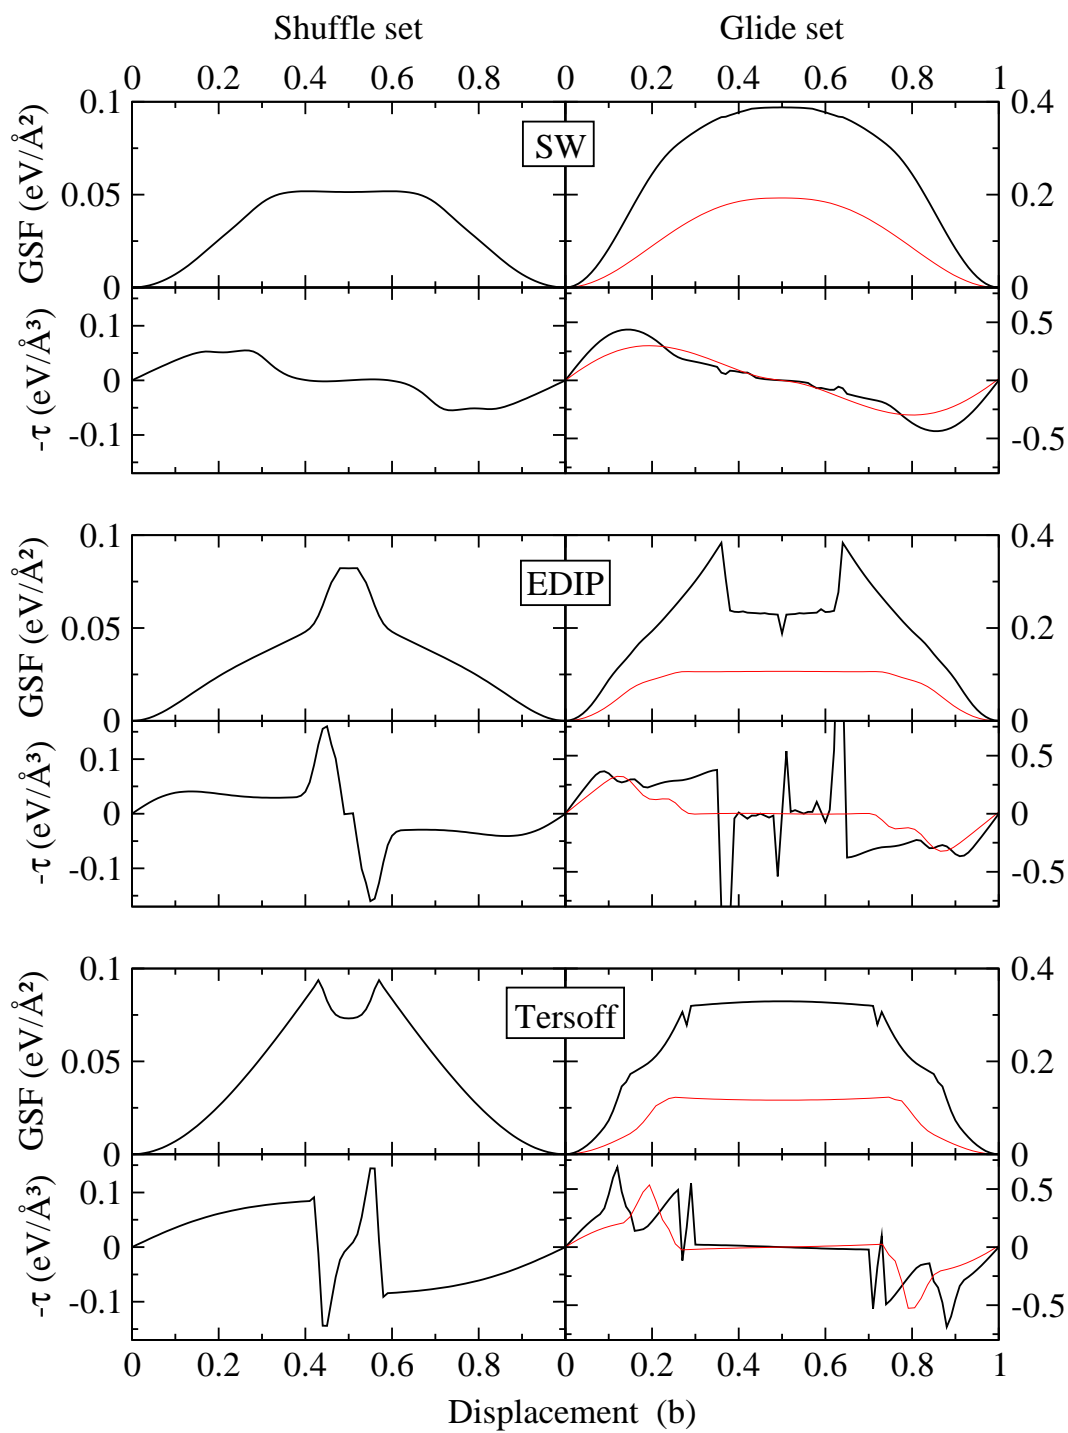 Shuffle set Glide set
0 0.2 0.4 0.6 0.8 0 0.2 0.4 0.6 0.8 1
0.1 0.4
SW
GSF (eV/Å²)
0.05 0.2
0 0
-τ (eV/Å³)
0.1 0.5
0 0
-0.1 -0.5
0.1 0.4
EDIP
GSF (eV/Å²)
0.05 0.2
0 0
-τ (eV/Å³)
0.1 0.5
0 0
-0.1 -0.5
0.1 0.4
Tersoff
GSF (eV/Å²)
0.05 0.2
0 0
-τ (eV/Å³)
0.1 0.5
0 0
-0.1 -0.5
0 0.2 0.4 0.6 0.8 0 0.2 0.4 0.6 0.8 1
Displacement (b)